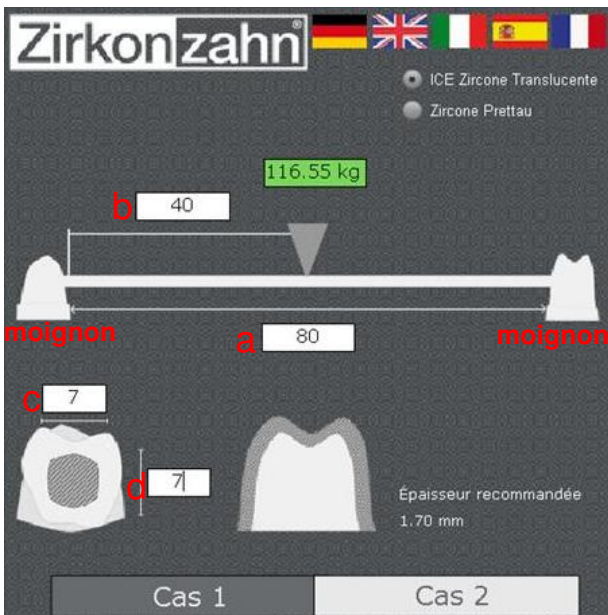 Zirkonzahn®
ICE Zircone Translucente
Zircone Prettau
116.55 kg
b 40
moignon
moignon
a 80
c 7
d 7
Épaisseur recommandée
1.70 mm
Cas 1
Cas 2